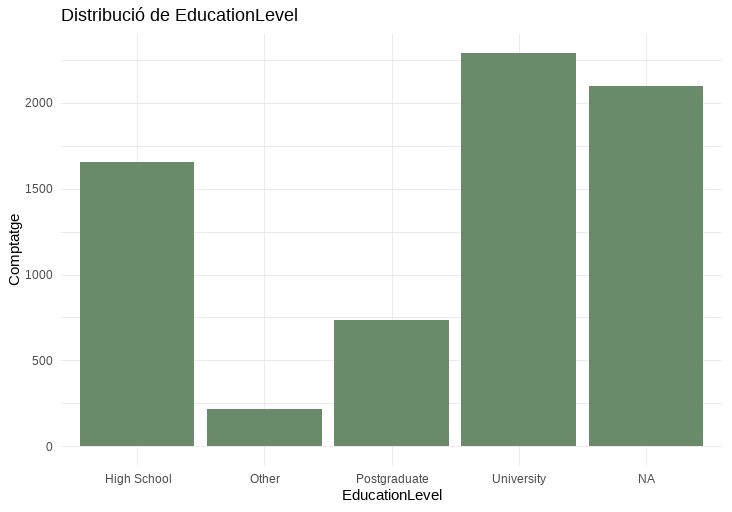 Distribució de EducationLevel
Comptatge
2000
1500
1000
500
0
High School Other Postgraduate University NA
EducationLevel